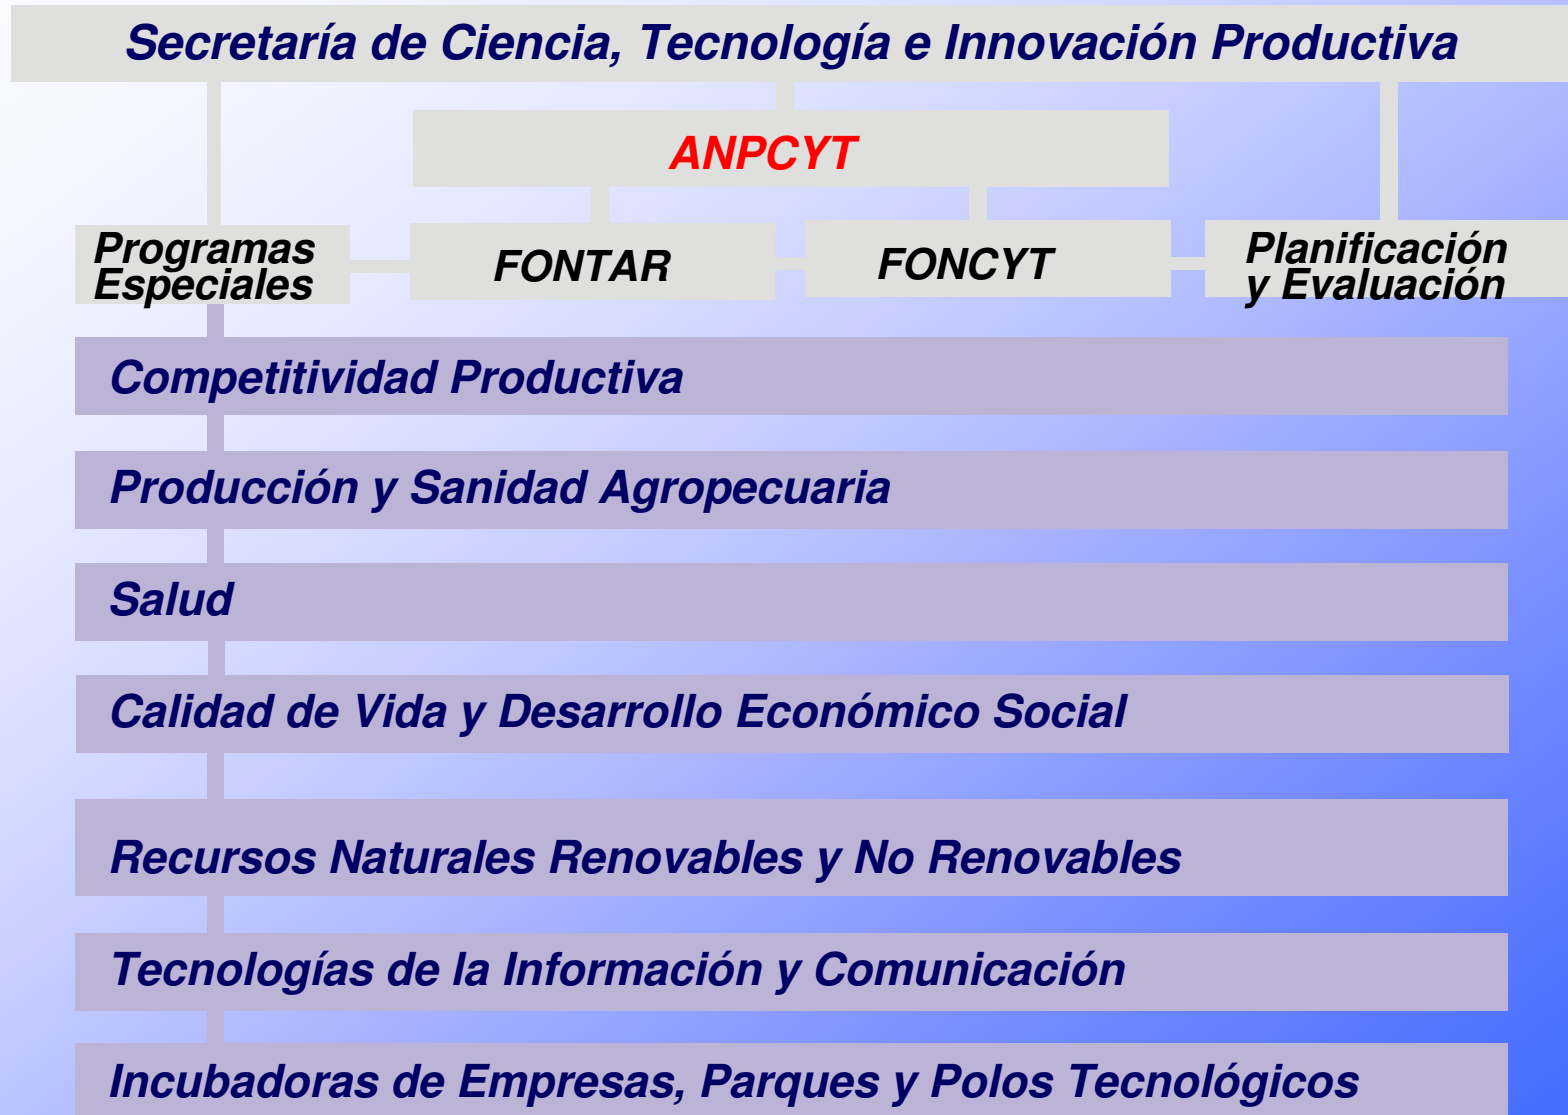 Secretaría de Ciencia, Tecnología e Innovación Productiva
ANPCYT
Programas
Especiales
FONTAR
FONCYT
Planificación
y Evaluación
Competitividad Productiva
Producción y Sanidad Agropecuaria
Salud
Calidad de Vida y Desarrollo Económico Social
Recursos Naturales Renovables y No Renovables
Tecnologías de la Información y Comunicación
Incubadoras de Empresas, Parques y Polos Tecnológicos